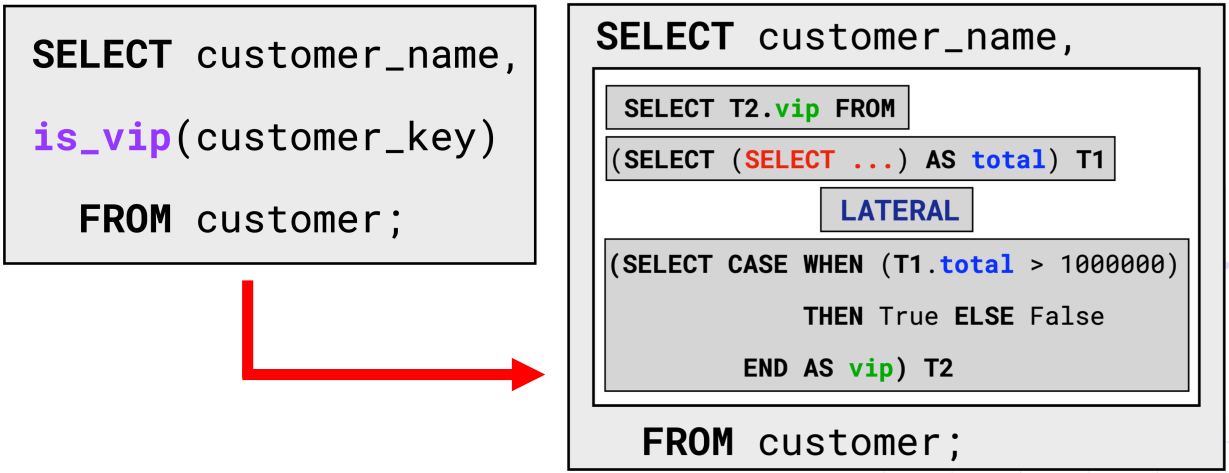 SELECT customer_name,
is_vip(customer_key)
FROM customer;
SELECT customer_name,
SELECT T2.vip FROM
(SELECT (SELECT ...) AS total) T1
LATERAL
(SELECT CASE WHEN (T1.total > 1000000)
THEN True ELSE False
END AS vip) T2
FROM customer;